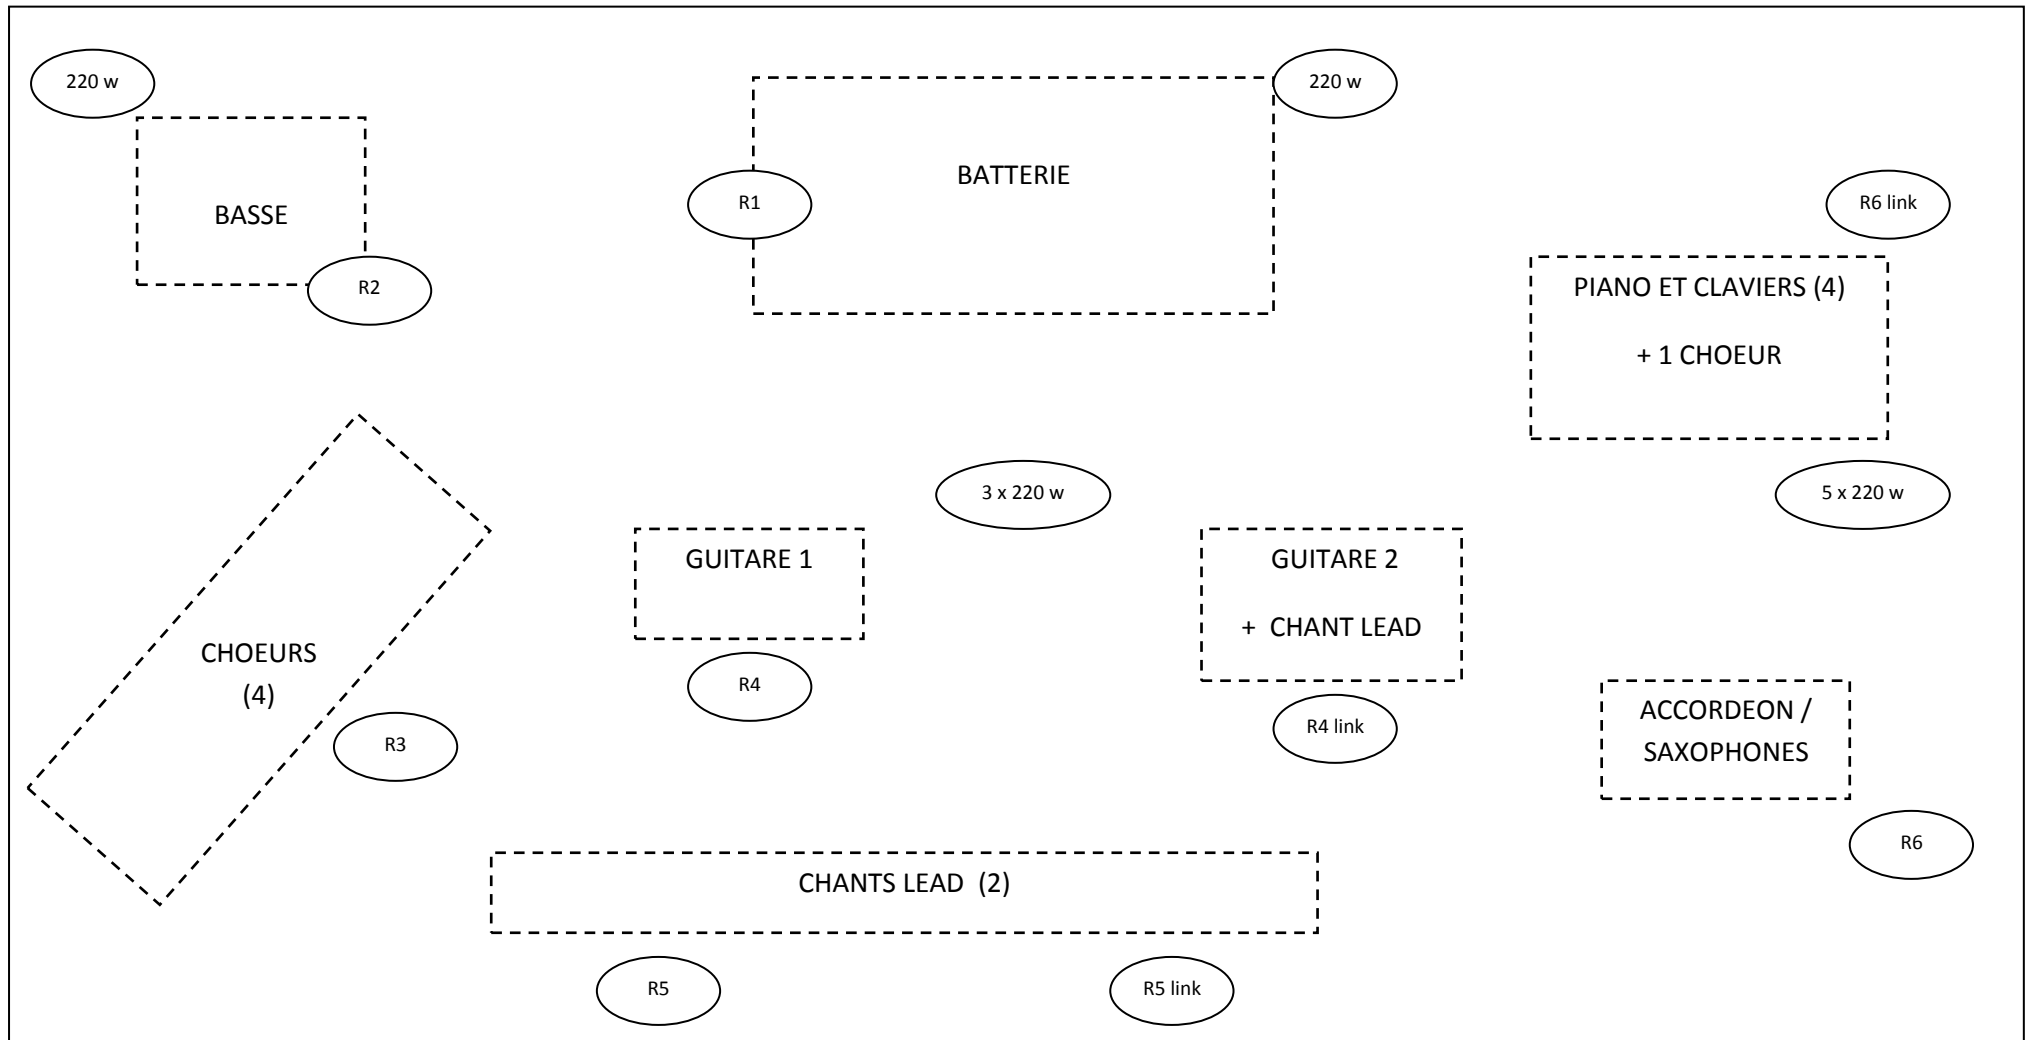 220 w
220 w
BATTERIE
R1
R6 link
BASSE
R2
PIANO ET CLAVIERS (4)
+ 1 CHOEUR
3 x 220 w
5 x 220 w
GUITARE 1
GUITARE 2
+ CHANT LEAD
CHOEURS
(4)
R4
R4 link
R3
ACCORDEON /
SAXOPHONES
R6
CHANTS LEAD (2)
R5
R5 link